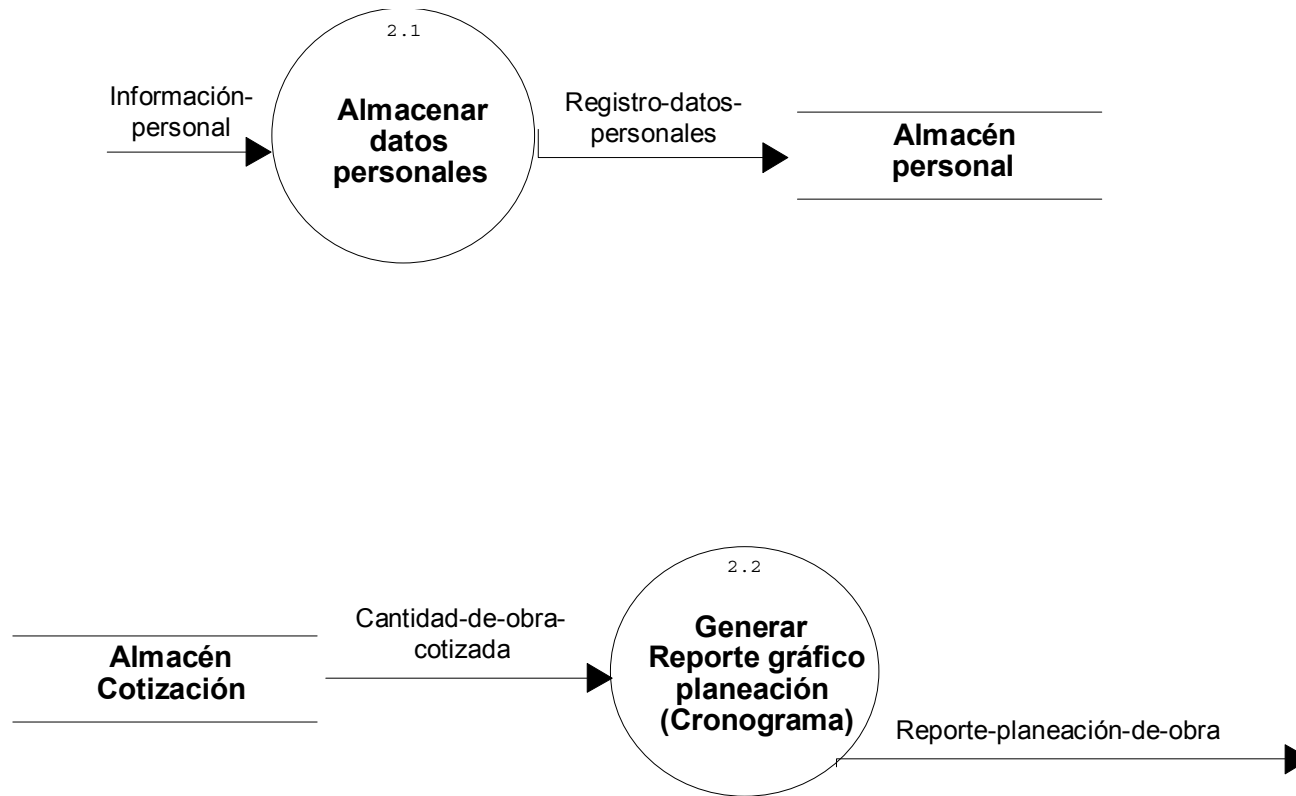 2.1
Información-
personal
Almacenar
datos
personales
Registro-datos-
personales
Almacén
personal
2.2
Almacén
Cotización
Cantidad-de-obra-
cotizada
Generar
Reporte gráfico
planeación
(Cronograma)
Reporte-planeación-de-obra